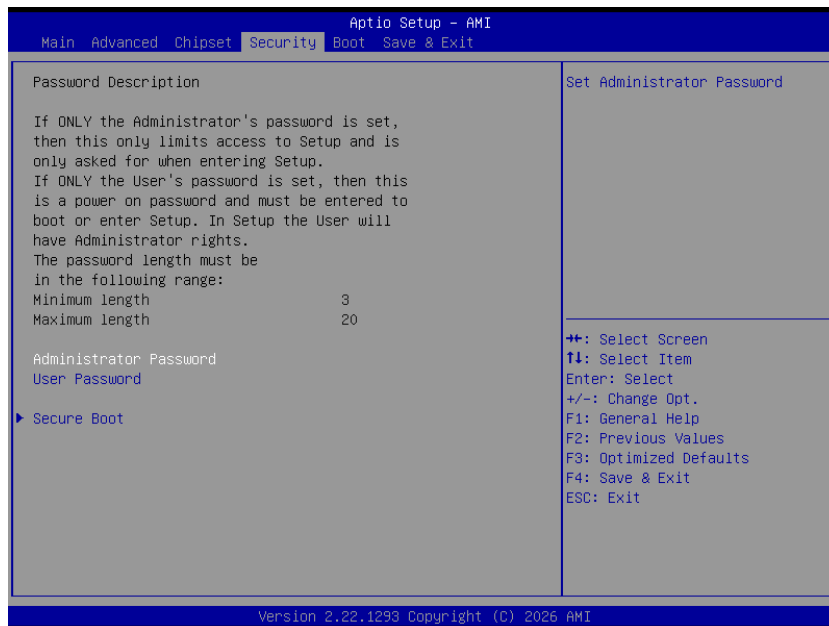 Aptio Setup – AMI
Main Advanced Chipset Security Boot Save & Exit
Password Description
If ONLY the Administrator's password is set,
then this only limits access to Setup and is
only asked for when entering Setup.
If ONLY the User's password is set, then this
is a power on password and must be entered to
boot or enter Setup. In Setup the User will
have Administrator rights.
The password length must be
in the following range:
Minimum length 3
Maximum length 20
Administrator Password
User Password
Secure Boot
Set Administrator Password
→←: Select Screen
↑↓: Select Item
Enter: Select
+/-: Change Opt.
F1: General Help
F2: Previous Values
F3: Optimized Defaults
F4: Save & Exit
ESC: Exit
Version 2.22.1293 Copyright (C) 2026 AMI